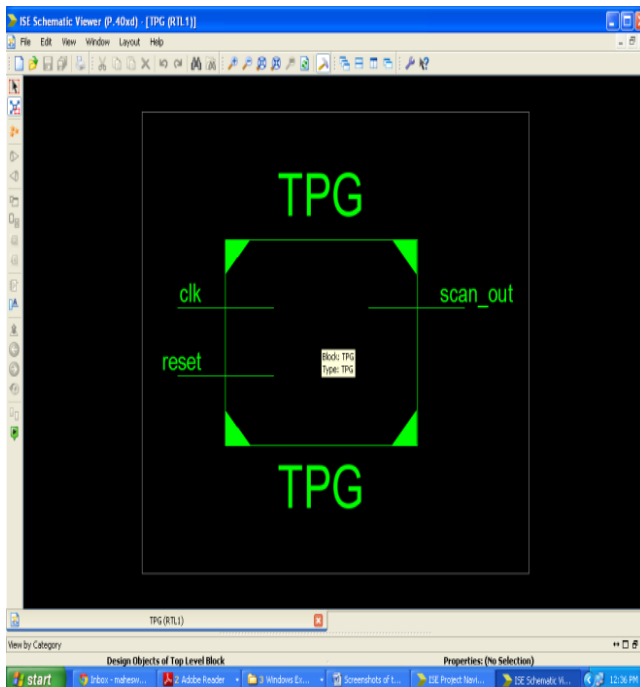 ISE Schematic Viewer (P.40xd) - [TPG (RTL1)]
File Edit View Window Layout Help
TPG
clk
scan_out
reset
Block: TPG
Type: TPG
TPG
TPG (RTL1)
View by Category
Design Objects of Top Level Block
Properties: (No Selection)
start
Inbox - mahesw...
2 Adobe Reader
3 Windows Ex...
Screenshots of t...
ISE Project Navi...
ISE Schematic Vi...
12:36 PM